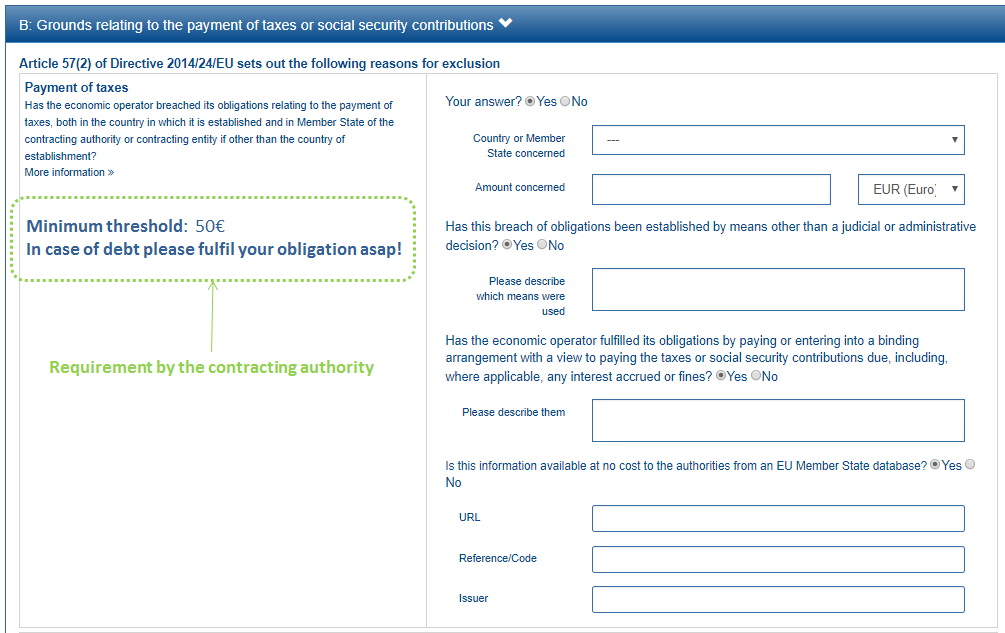 B: Grounds relating to the payment of taxes or social security contributions
Article 57(2) of Directive 2014/24/EU sets out the following reasons for exclusion
Payment of taxes
Has the economic operator breached its obligations relating to the payment of
taxes, both in the country in which it is established and in Member State of the
contracting authority or contracting entity if other than the country of
establishment?
More information »
Minimum threshold: 50€
In case of debt please fulfil your obligation asap!
Requirement by the contracting authority
Your answer? Yes No
Country or Member
State concerned
---
Amount concerned
EUR (Euro)
Has this breach of obligations been established by means other than a judicial or administrative
decision? Yes No
Please describe
which means were
used
Has the economic operator fulfilled its obligations by paying or entering into a binding
arrangement with a view to paying the taxes or social security contributions due, including,
where applicable, any interest accrued or fines? Yes No
Please describe them
Is this information available at no cost to the authorities from an EU Member State database? Yes
No
URL
Reference/Code
Issuer